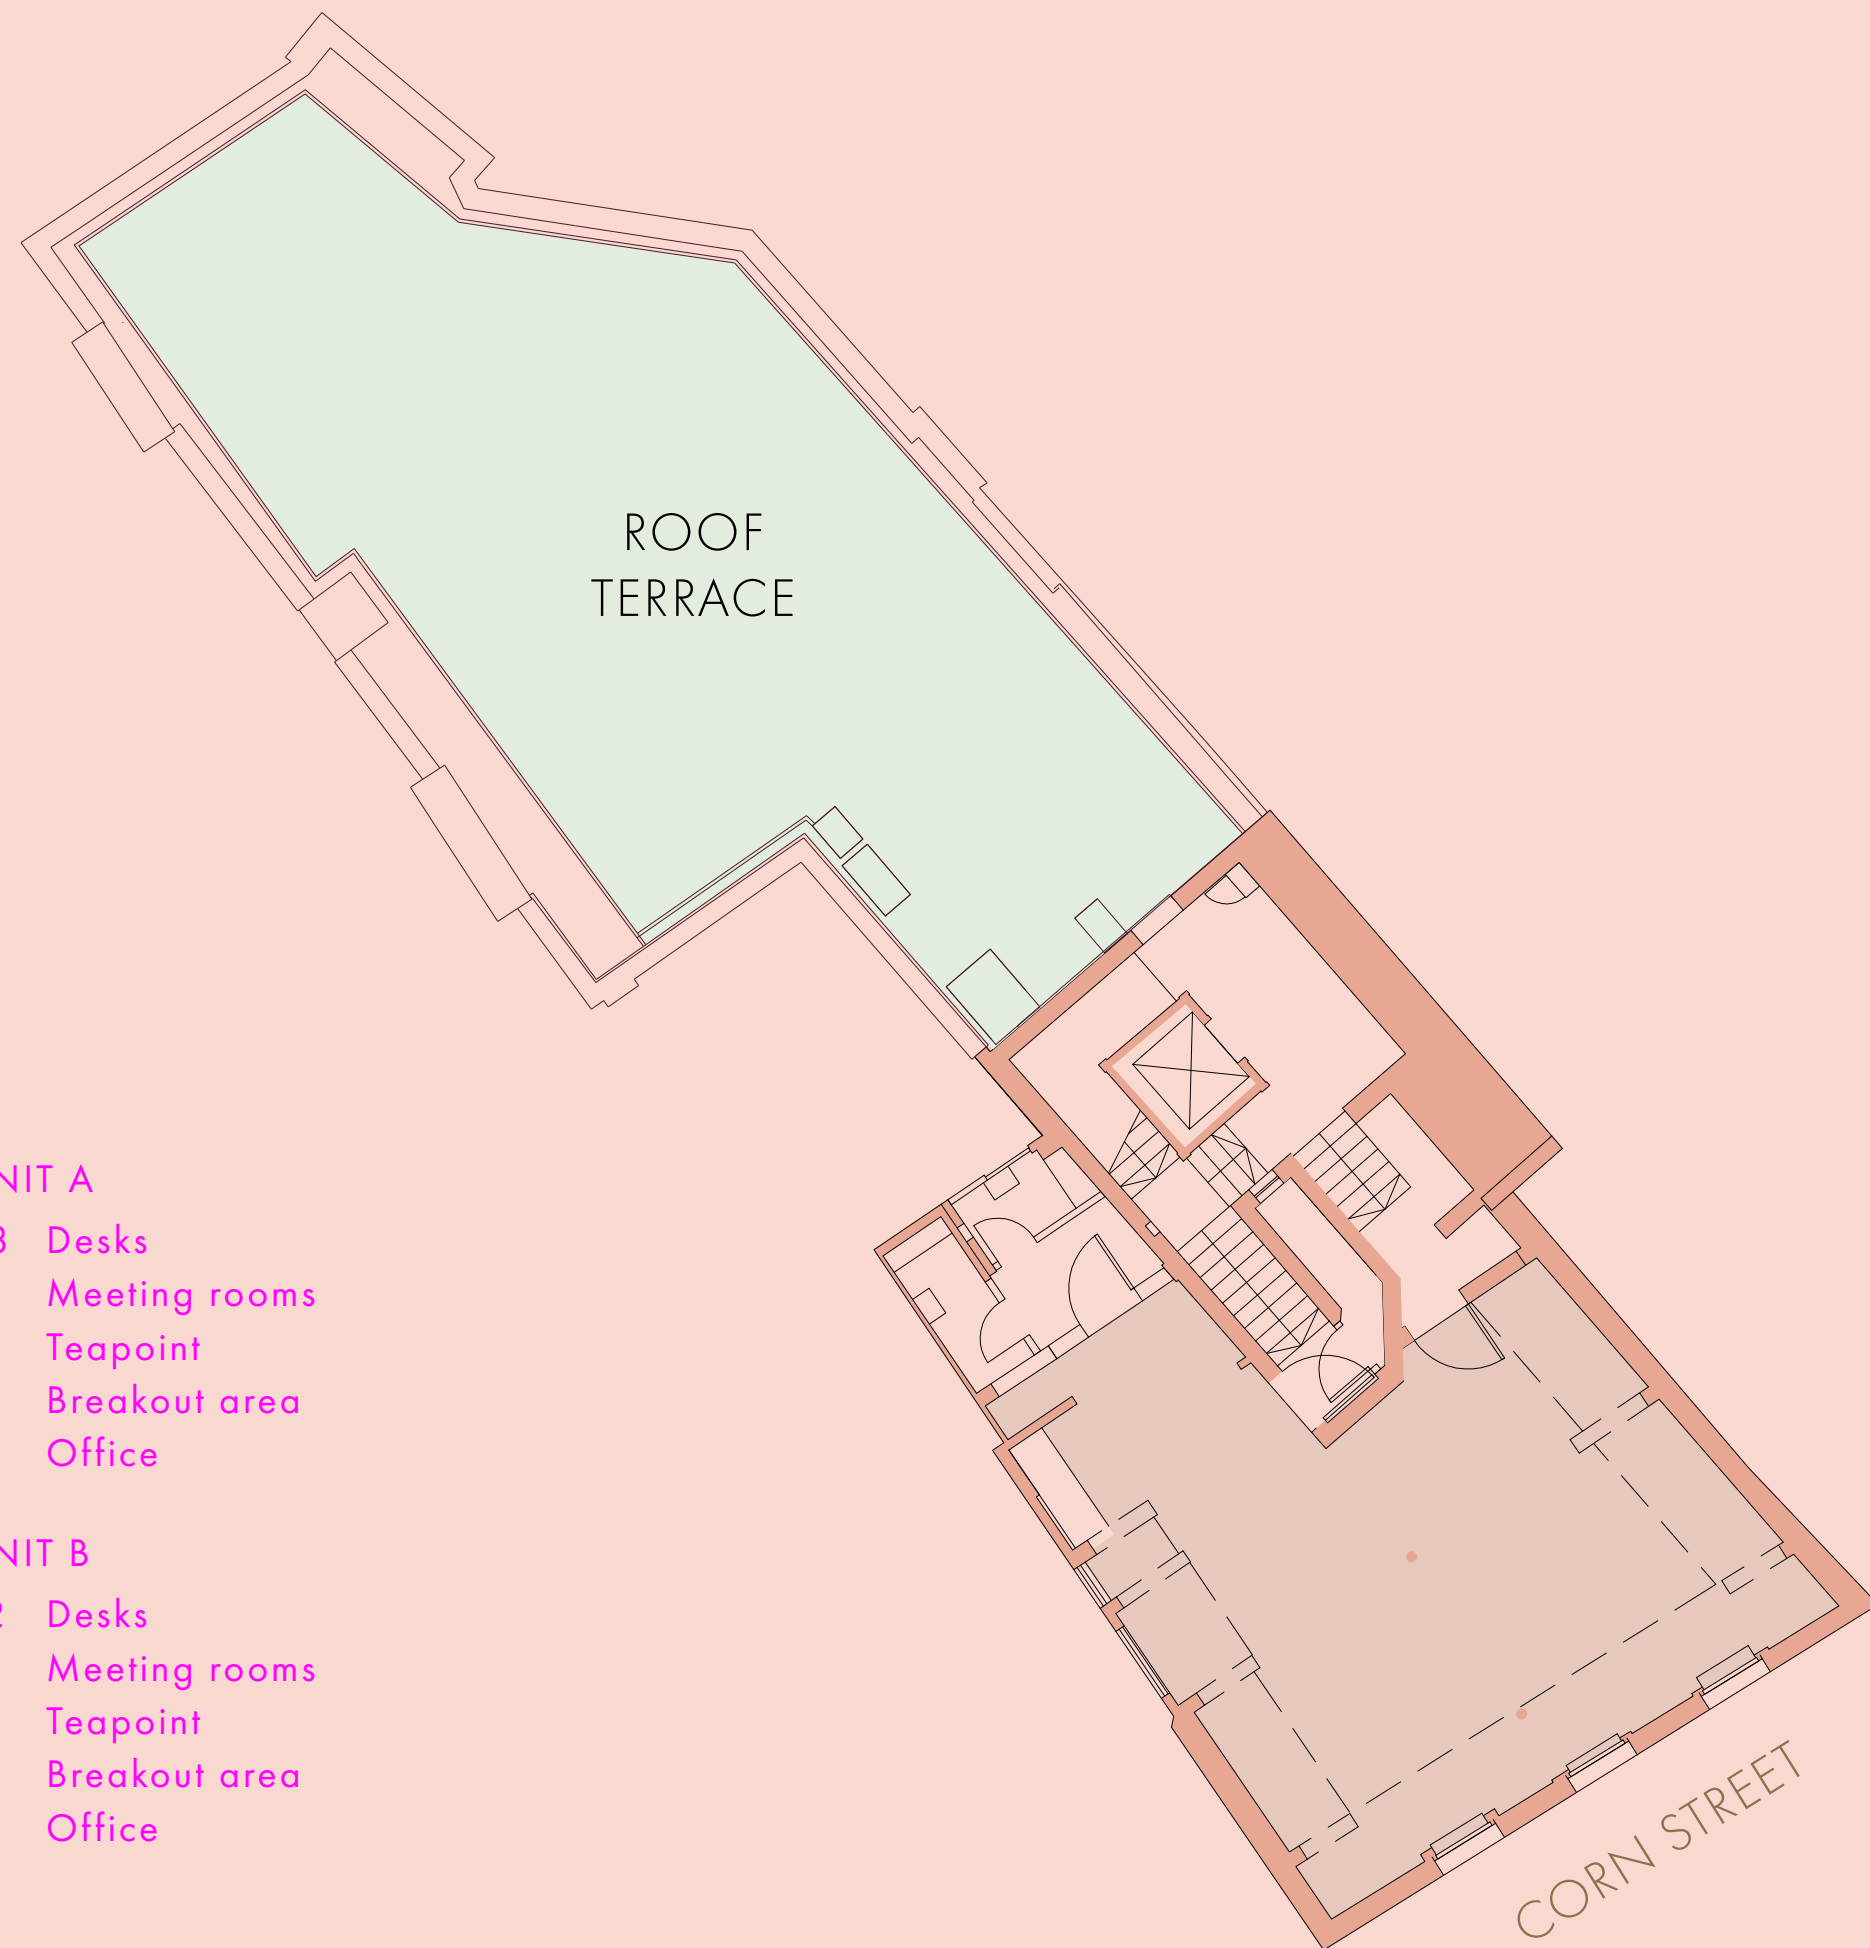 ROOF
TERRACE
NIT A
Desks
Meeting rooms
Teapoint
Breakout area
Office
NIT B
Desks
Meeting rooms
Teapoint
Breakout area
Office
CORN STREET